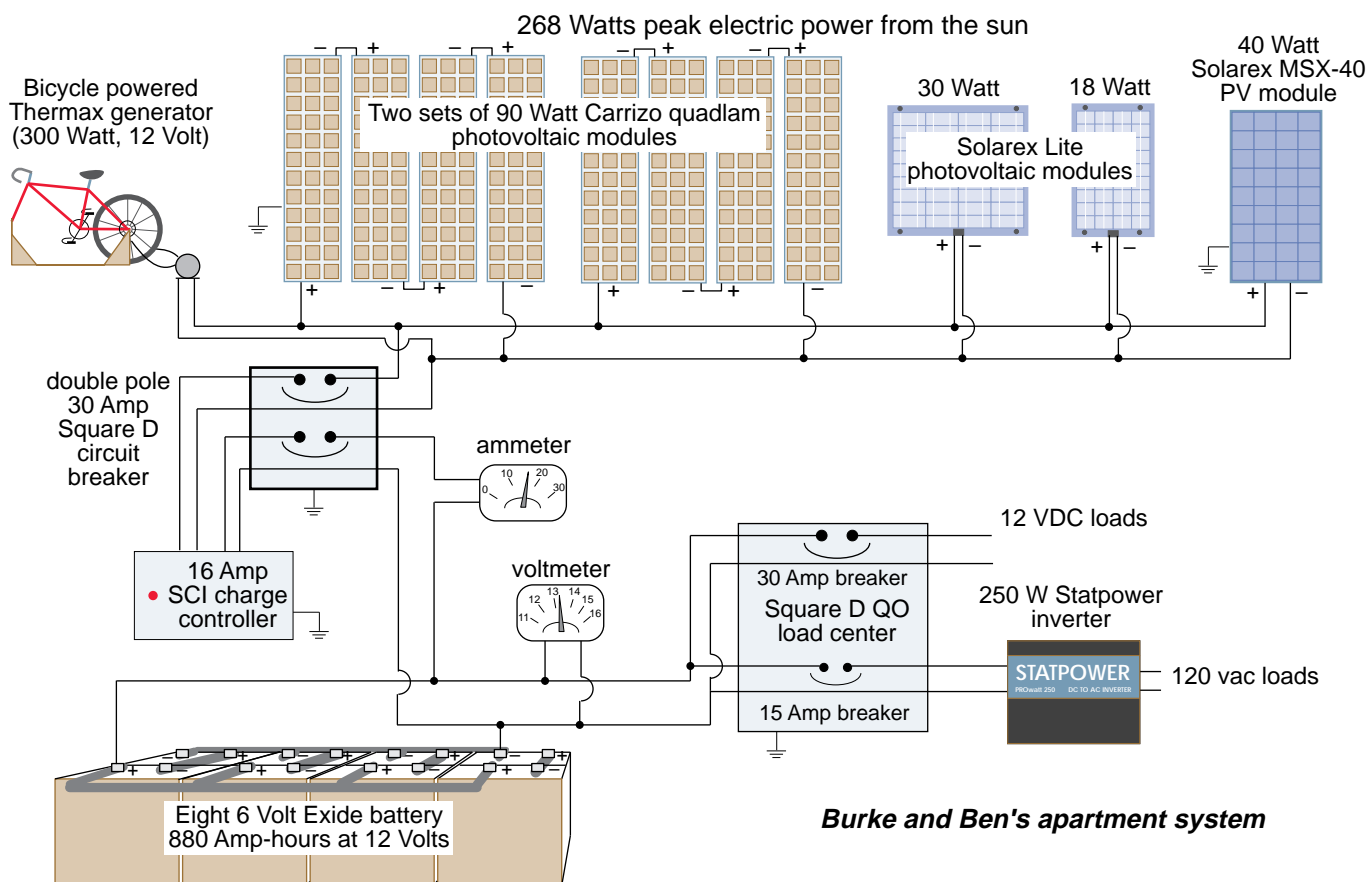 268 Watts peak electric power from the sun
Bicycle powered
Thermax generator
(300 Watt, 12 Volt)
– +
– +
– +
– +
Two sets of 90 Watt Carrizo quadlam
photovoltaic modules
30 Watt
18 Watt
Solarex Lite
photovoltaic modules
40 Watt
Solarex MSX-40
PV module
+ – + – + – + –
+ –
+ –
+ –
double pole
30 Amp
Square D
circuit
breaker
ammeter
0 10 20 30
16 Amp
SCI charge
controller
voltmeter
11 12 13 14 15 16
12 VDC loads
30 Amp breaker
Square D QO
load center
15 Amp breaker
250 W Statpower
inverter
STATPOWER
PROwatt 250 DC TO AC INVERTER
120 vac loads
– + – + – + – +
+ – + – + – + –
Eight 6 Volt Exide battery
880 Amp-hours at 12 Volts
Burke and Ben's apartment system